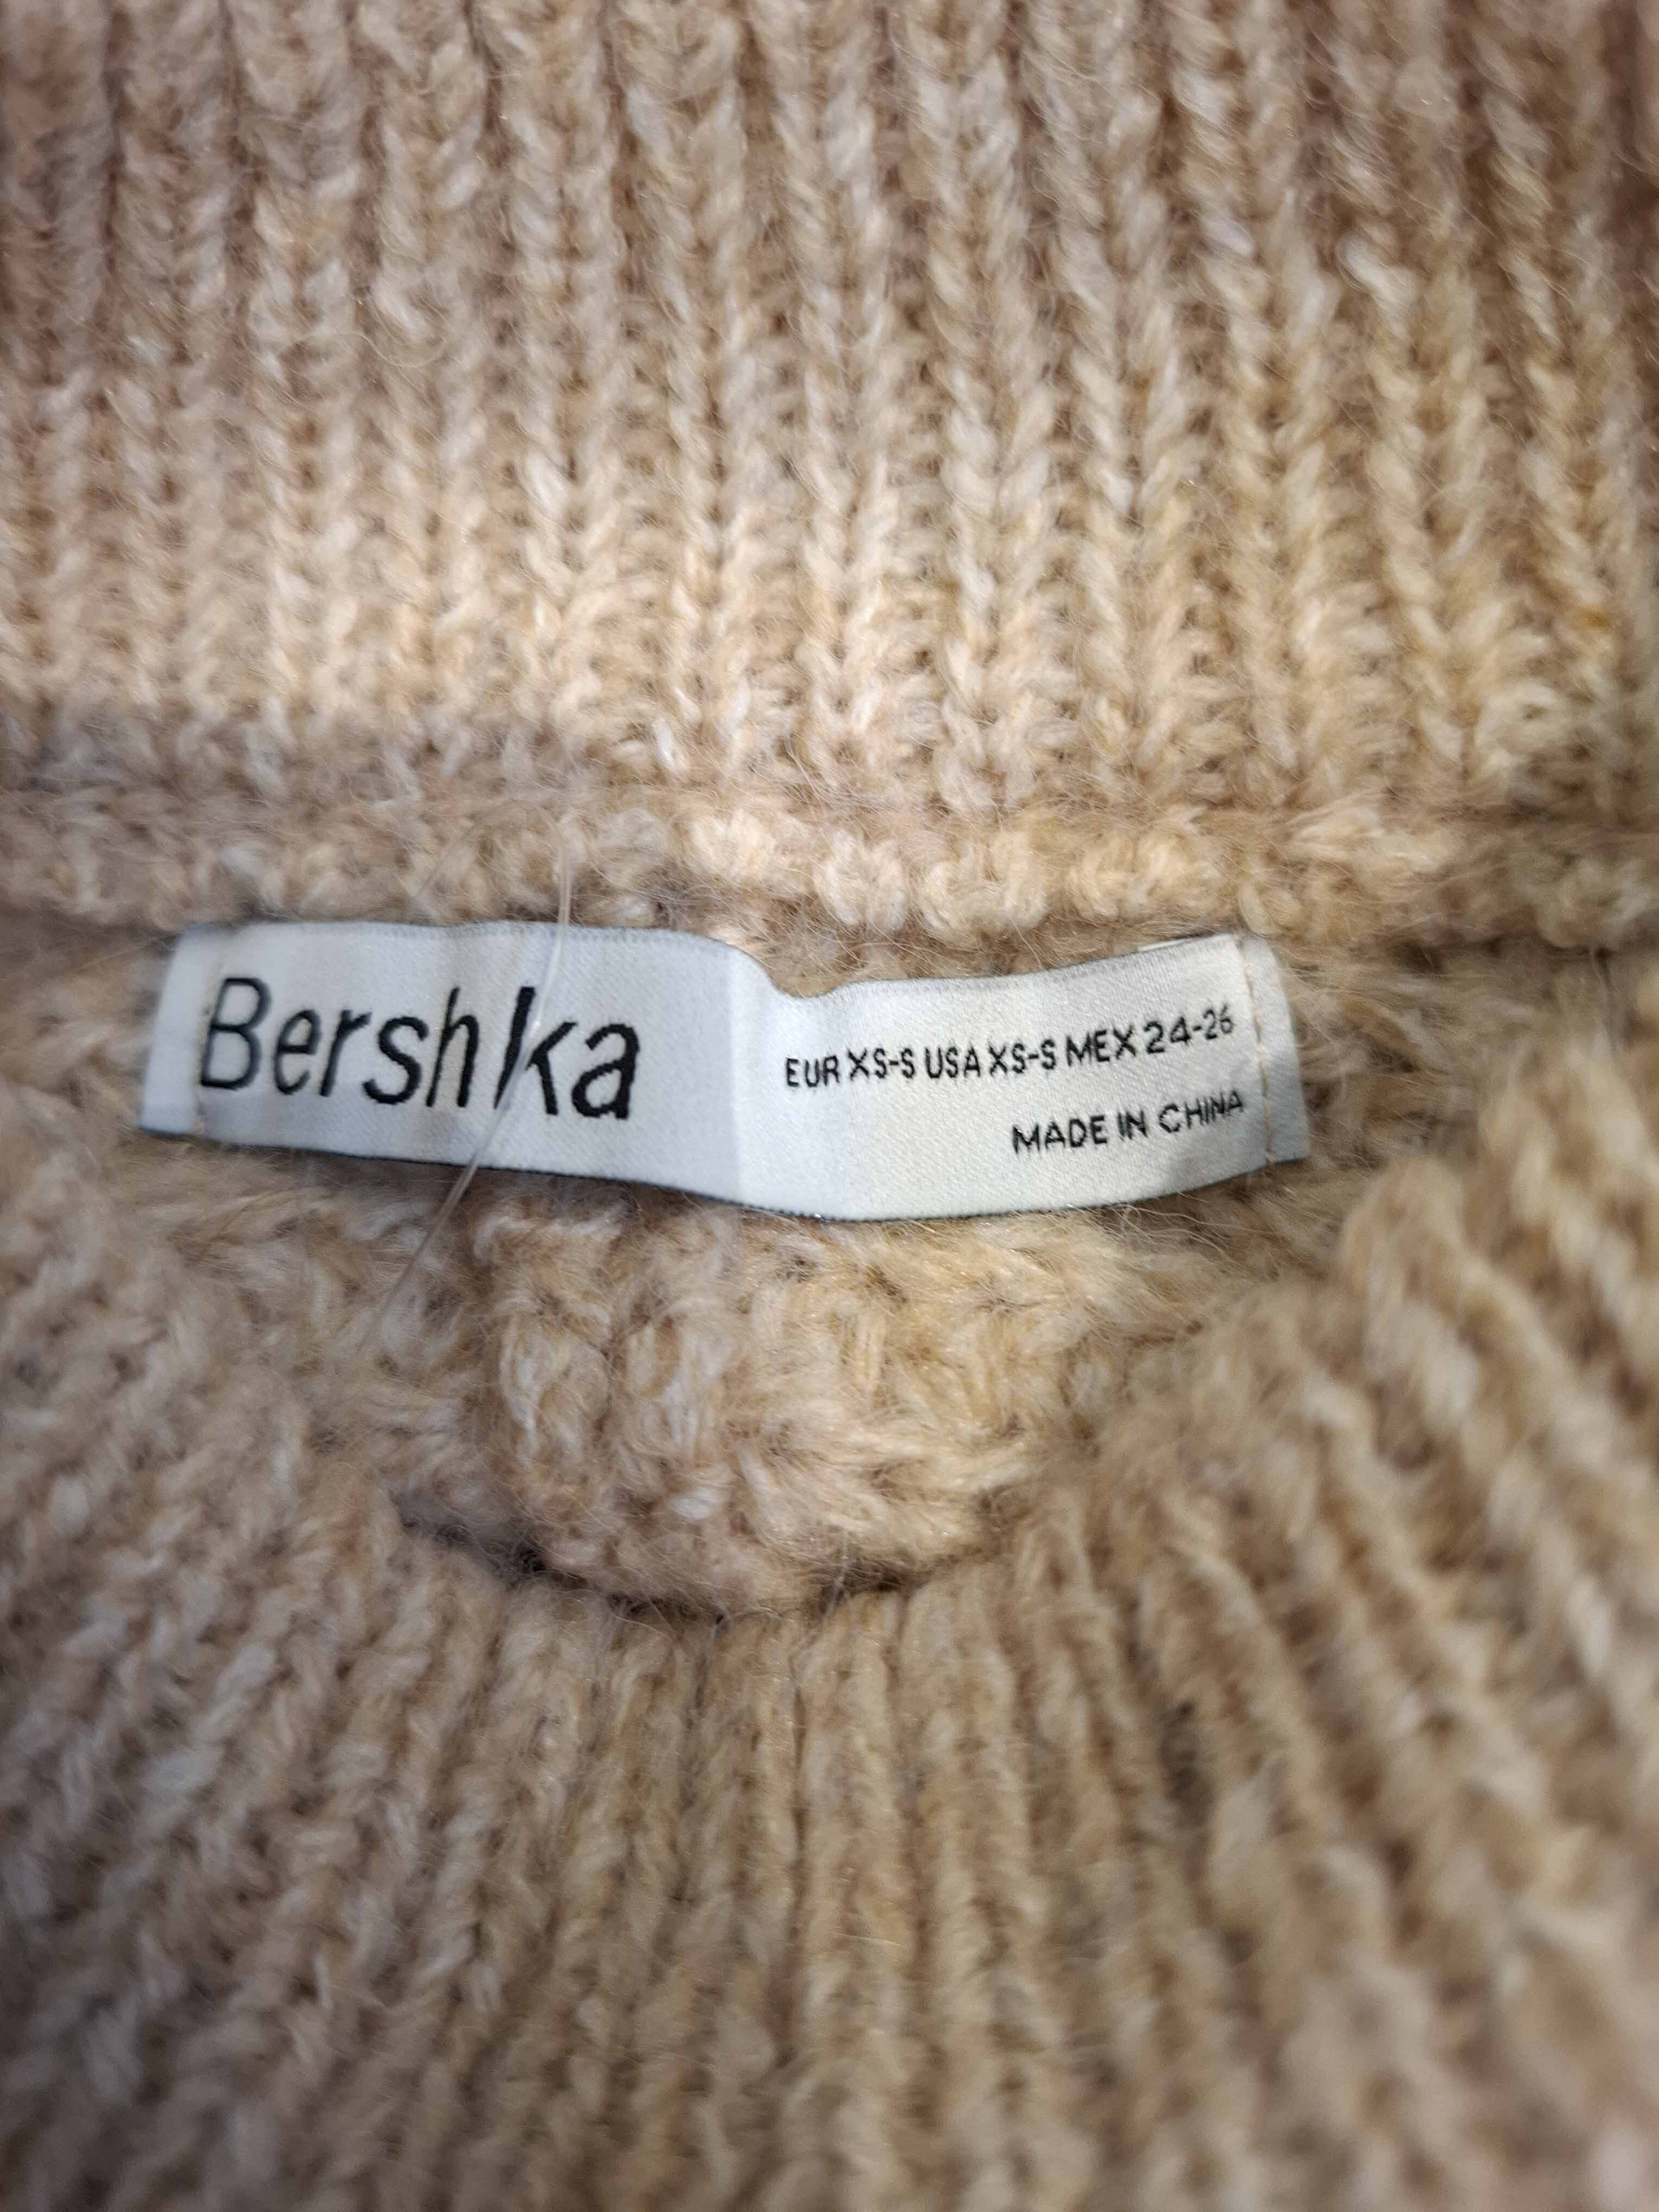 Bershka
EUR XS-S USA XS-S MEX 24-26
MADE IN CHINA